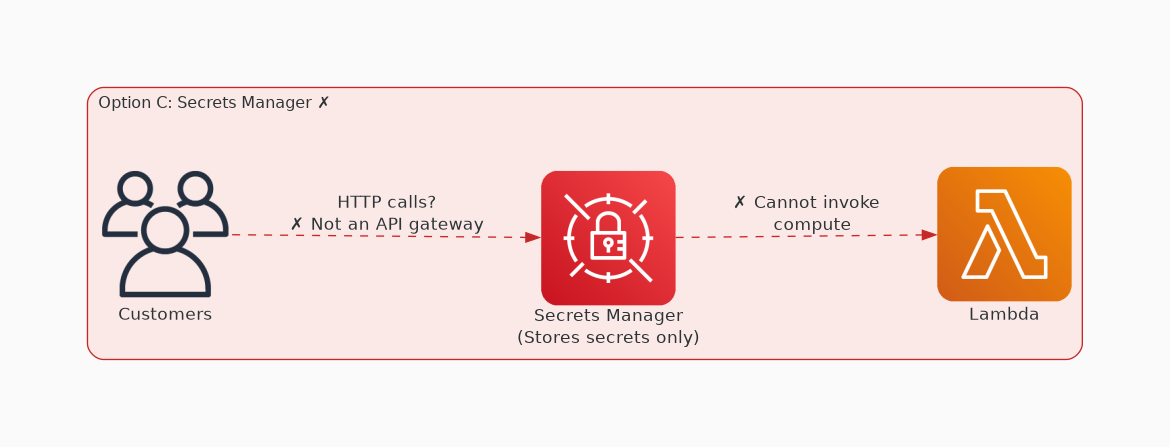 Option C: Secrets Manager ✗
HTTP calls?
✗ Not an API gateway
✗ Cannot invoke
compute
Customers
Secrets Manager
(Stores secrets only)
Lambda